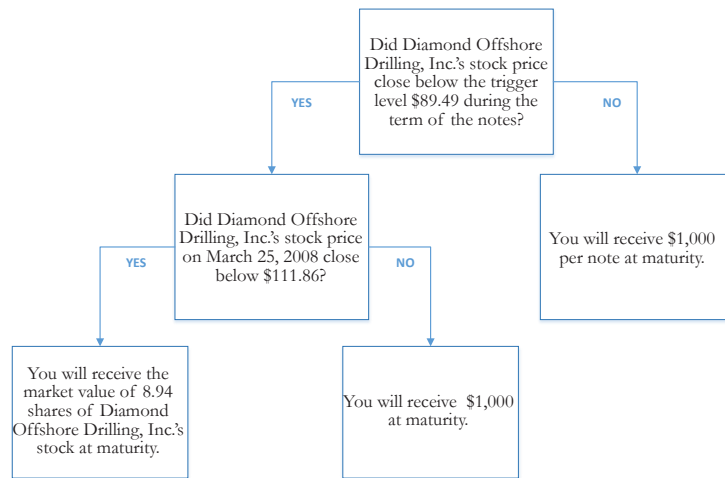 Did Diamond Offshore
Drilling, Inc.'s stock price
close below the trigger
level $89.49 during the
term of the notes?
YES
NO
Did Diamond Offshore
Drilling, Inc.'s stock price
on March 25, 2008 close
below $111.86?
You will receive $1,000
per note at maturity.
YES
NO
You will receive the
market value of 8.94
shares of Diamond
Offshore Drilling, Inc.'s
stock at maturity.
You will receive $1,000
at maturity.